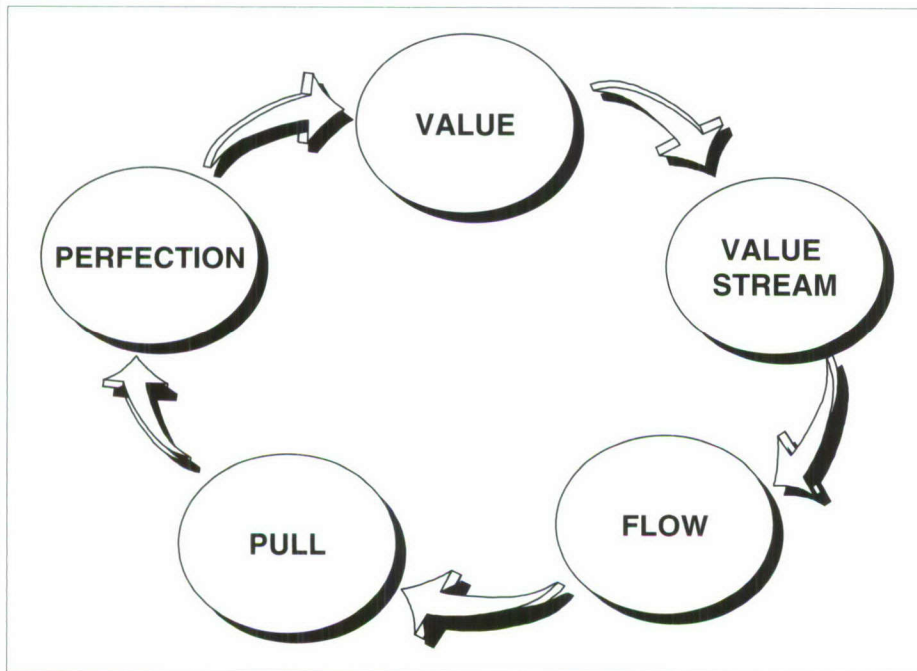 VALUE
VALUE
STREAM
FLOW
PULL
PERFECTION